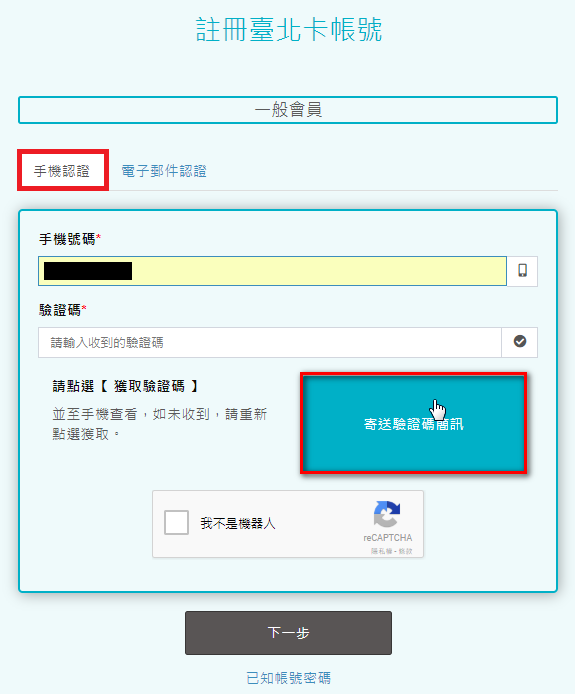 註冊臺北卡帳號
一般會員
手機認證
電子郵件認證
手機號碼*
驗證碼*
請輸入收到的驗證碼
請點選【 獲取驗證碼 】
並至手機查看，如未收到，請重新
點選獲取。
寄送驗證碼簡訊
我不是機器人
reCAPTCHA
隱私權 - 條款
下一步
已知帳號密碼